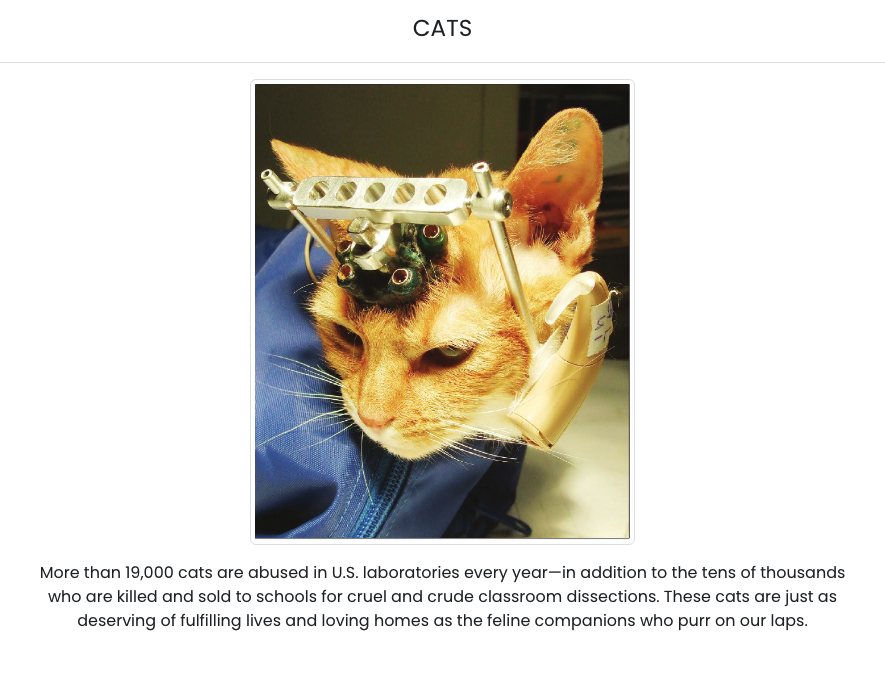 CATS
More than 19,000 cats are abused in U.S. laboratories every year—in addition to the tens of thousands
who are killed and sold to schools for cruel and crude classroom dissections. These cats are just as
deserving of fulfilling lives and loving homes as the feline companions who purr on our laps.